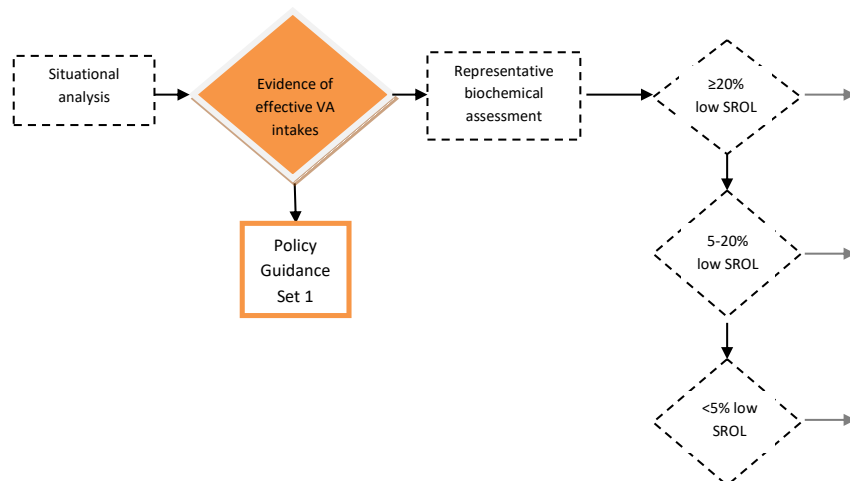 Situational
analysis
Evidence of
effective VA
intakes
Representative
biochemical
assessment
≥20%
low SROL
Policy
Guidance
Set 1
5-20%
low SROL
<5% low
SROL